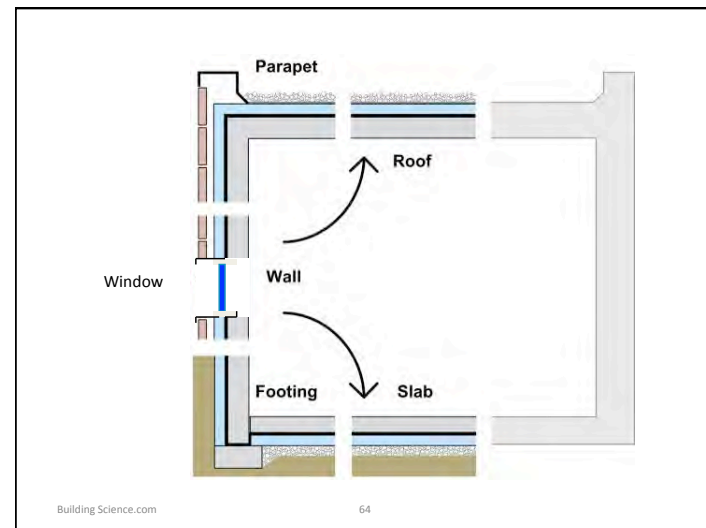 Parapet
Roof
Window
Wall
Footing
Slab
Building Science.com
64